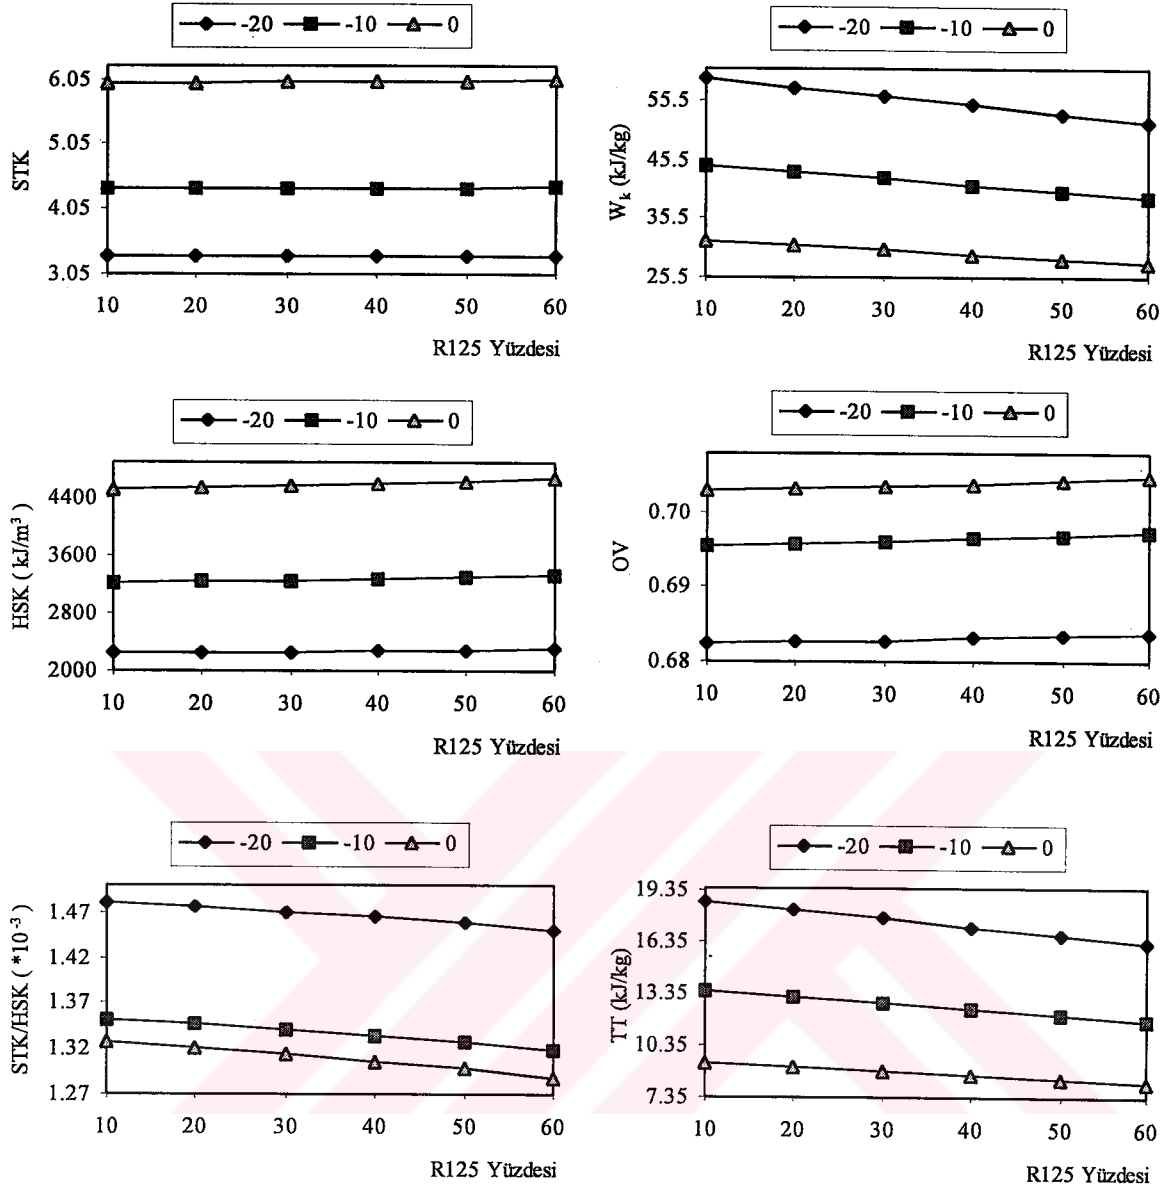 -20 -10 0
STK
6.05
5.05
4.05
3.05
10 20 30 40 50 60
R125 Yüzdesi
-20 -10 0
Wk (kJ/kg)
55.5
45.5
35.5
25.5
10 20 30 40 50 60
R125 Yüzdesi
-20 -10 0
HSK ( kJ/m³ )
4400
3600
2800
2000
10 20 30 40 50 60
R125 Yüzdesi
-20 -10 0
OV
0.70
0.69
0.68
10 20 30 40 50 60
R125 Yüzdesi
-20 -10 0
STK/HSK ( *10⁻³ )
1.47
1.42
1.37
1.32
1.27
10 20 30 40 50 60
R125 Yüzdesi
-20 -10 0
TT (kJ/kg)
19.35
16.35
13.35
10.35
7.35
10 20 30 40 50 60
R125 Yüzdesi